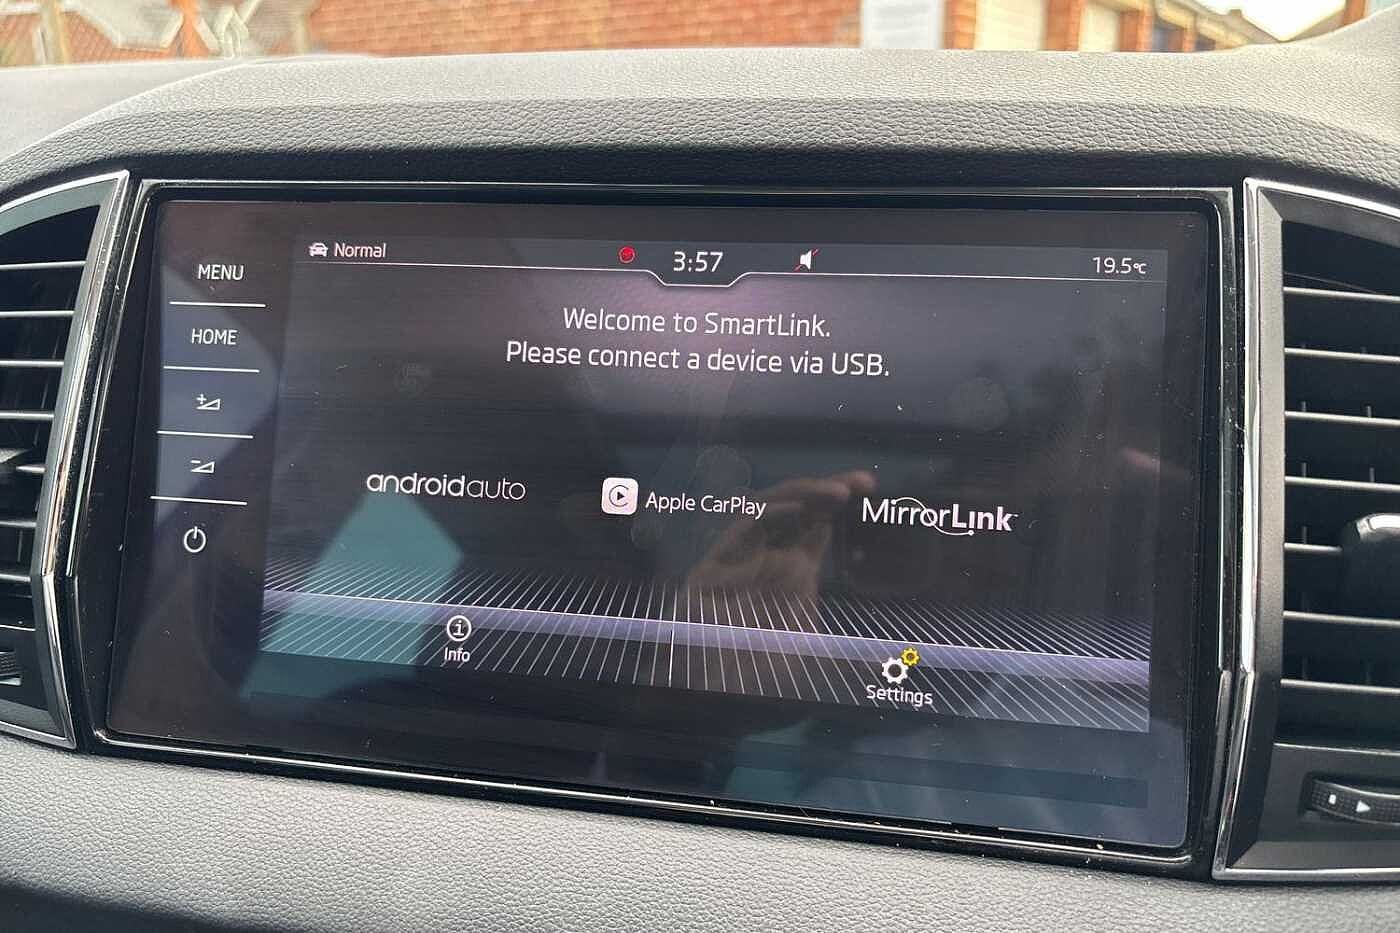 Normal
3:57
19.5°C
MENU
HOME
Welcome to SmartLink.
Please connect a device via USB.
androidauto
Apple CarPlay
MirrorLink™
Info
Settings